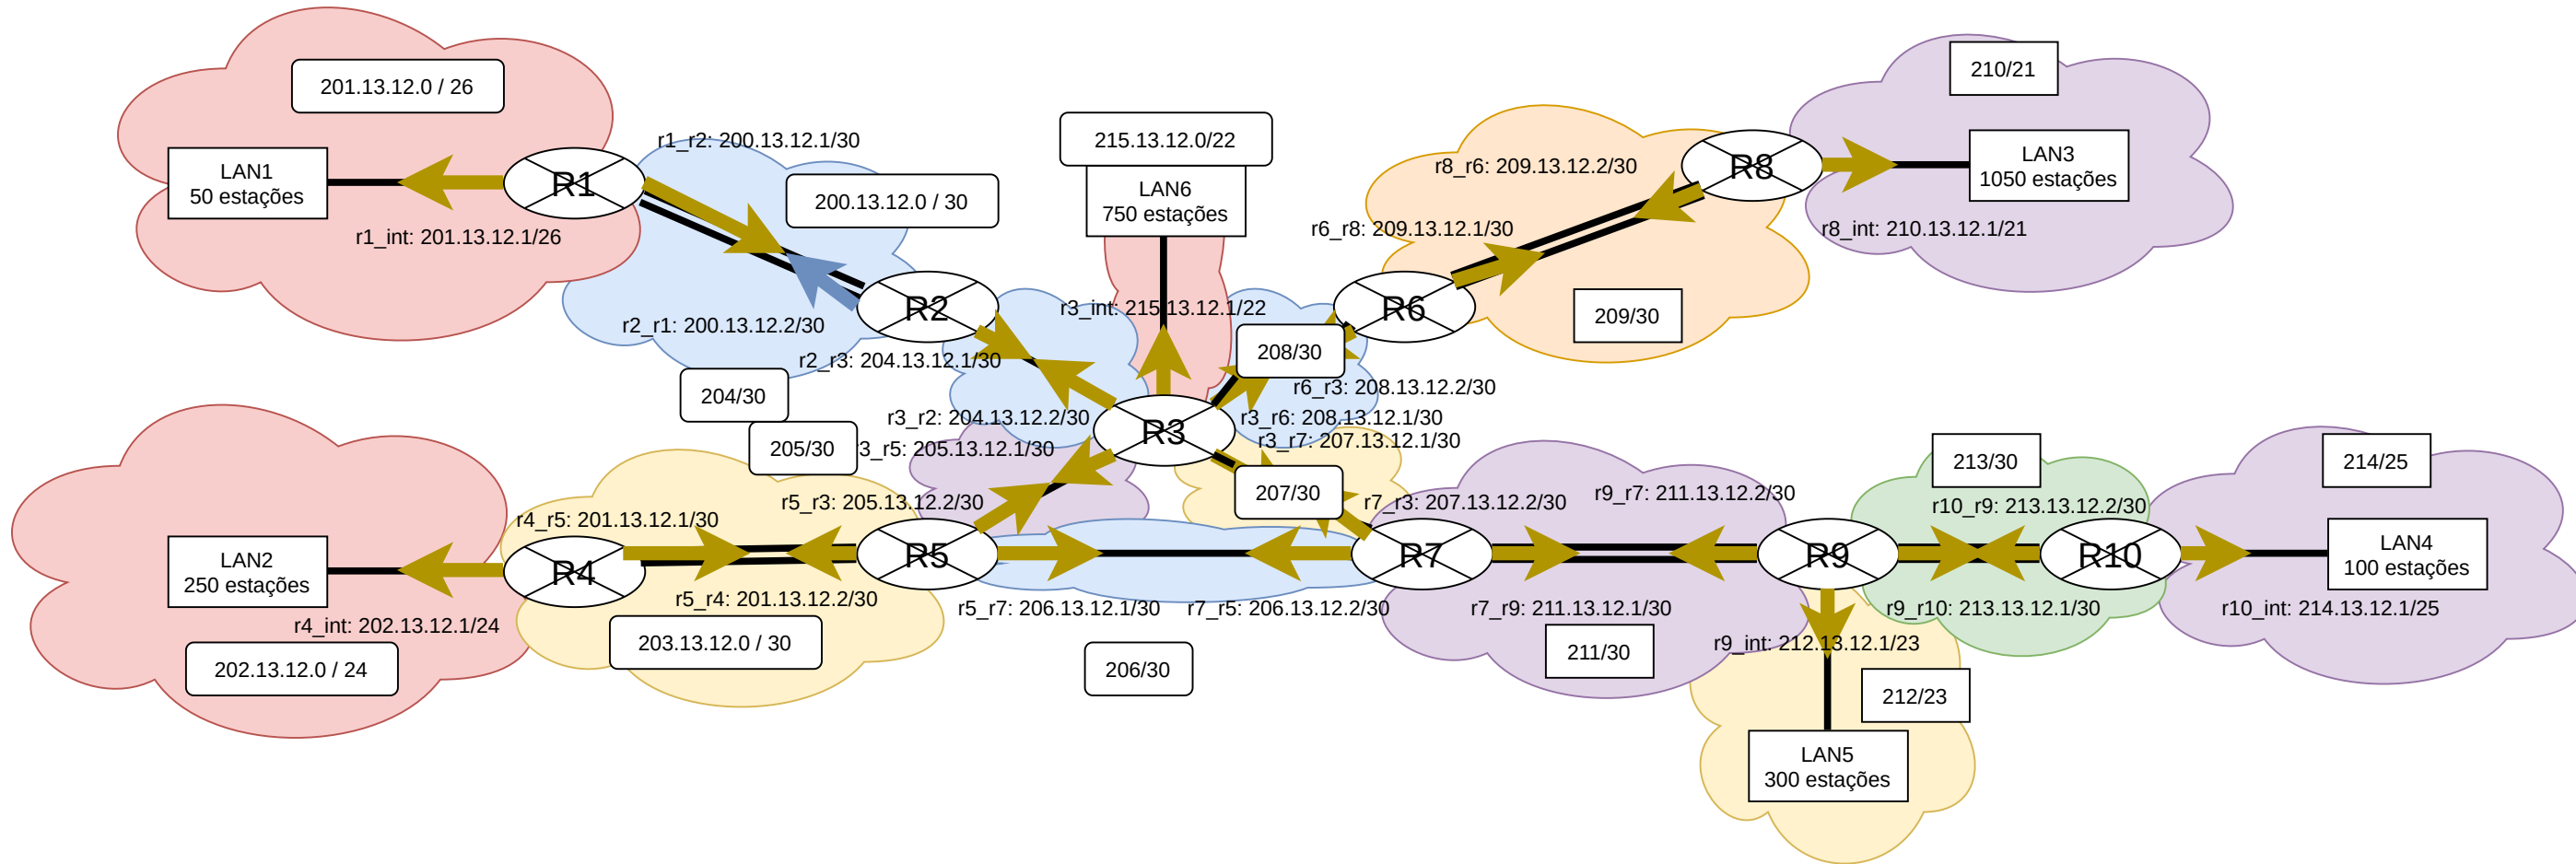 210/21
201.13.12.0 / 26
r1_r2: 200.13.12.1/30
215.13.12.0/22
LAN1
50 estações
R1
LAN6
750 estações
r8_r6: 209.13.12.2/30
R8
LAN3
1050 estações
200.13.12.0 / 30
r1_int: 201.13.12.1/26
r6_r8: 209.13.12.1/30
r8_int: 210.13.12.1/21
r2_r1: 200.13.12.2/30
R2
r3_int: 215.13.12.1/22
R6
209/30
r2_r3: 204.13.12.1/30
208/30
204/30
r6_r3: 208.13.12.2/30
r3_r2: 204.13.12.2/30
R3
r3_r6: 208.13.12.1/30
205/30
3_r5: 205.13.12.1/30
r3_r7: 207.13.12.1/30
213/30
214/25
r5_r3: 205.13.12.2/30
207/30
r7_r3: 207.13.12.2/30
r9_r7: 211.13.12.2/30
r10_r9: 213.13.12.2/30
r4_r5: 201.13.12.1/30
LAN2
250 estações
R4
R5
R7
R9
R10
LAN4
100 estações
r5_r4: 201.13.12.2/30
r5_r7: 206.13.12.1/30
r7_r5: 206.13.12.2/30
r7_r9: 211.13.12.1/30
r9_r10: 213.13.12.1/30
r10_int: 214.13.12.1/25
r4_int: 202.13.12.1/24
203.13.12.0 / 30
r9_int: 212.13.12.1/23
211/30
202.13.12.0 / 24
206/30
212/23
LAN5
300 estações